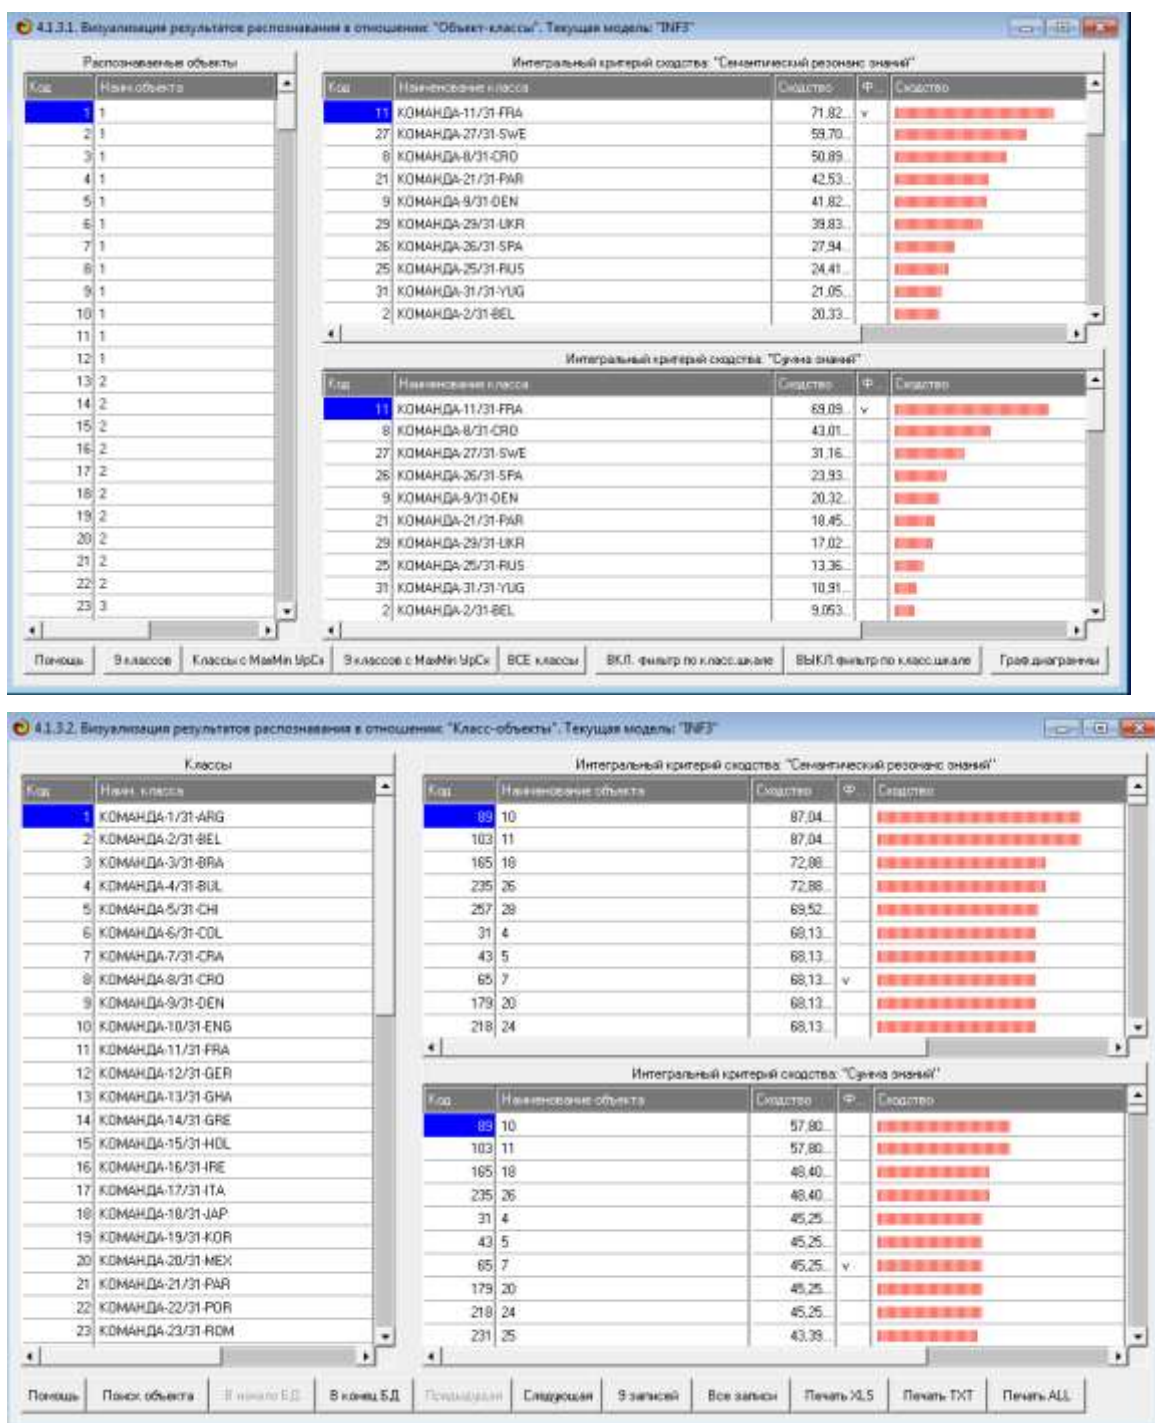 4.1.3.1. Визуализация результатов распознавания в отношении: "Объект-классы". Текущая модель: "INF3"
Распознаваемые объекты
Код Наим.объекта
1 1
2 1
3 1
4 1
5 1
6 1
7 1
8 1
9 1
10 1
11 1
12 1
13 2
14 2
15 2
16 2
17 2
18 2
19 2
20 2
21 2
22 2
23 3
Интегральный критерий сходства: "Семантический резонанс знаний"
Код Наименование класса Сходство Ф... Сходство
11 КОМАНДА-11/31-FRA 71,82... v
27 КОМАНДА-27/31-SWE 59,70...
8 КОМАНДА-8/31-CRO 50,89...
21 КОМАНДА-21/31-PAR 42,53...
9 КОМАНДА-9/31-DEN 41,82...
29 КОМАНДА-29/31-UKR 39,83...
26 КОМАНДА-26/31-SPA 27,94...
25 КОМАНДА-25/31-RUS 24,41...
31 КОМАНДА-31/31-YUG 21,05...
2 КОМАНДА-2/31-BEL 20,33...
Интегральный критерий сходства: "Сумма знаний"
Код Наименование класса Сходство Ф... Сходство
11 КОМАНДА-11/31-FRA 69,09... v
8 КОМАНДА-8/31-CRO 43,01...
27 КОМАНДА-27/31-SWE 31,16...
26 КОМАНДА-26/31-SPA 23,93...
9 КОМАНДА-9/31-DEN 20,32...
21 КОМАНДА-21/31-PAR 18,45...
29 КОМАНДА-29/31-UKR 17,02...
25 КОМАНДА-25/31-RUS 13,36...
31 КОМАНДА-31/31-YUG 10,91...
2 КОМАНДА-2/31-BEL 9,053...
Помощь 9 классов Классы с MaxMin УрСх 9 классов с MaxMin УрСх ВСЕ классы ВКЛ. фильтр по класс.шкале ВЫКЛ.фильтр по класс.шкале Граф.диаграммы
4.1.3.2. Визуализация результатов распознавания в отношении: "Класс-объекты". Текущая модель: "INF3"
Классы
Код Наим. класса
1 КОМАНДА-1/31-ARG
2 КОМАНДА-2/31-BEL
3 КОМАНДА-3/31-BRA
4 КОМАНДА-4/31-BUL
5 КОМАНДА-5/31-CHI
6 КОМАНДА-6/31-COL
7 КОМАНДА-7/31-CRA
8 КОМАНДА-8/31-CRO
9 КОМАНДА-9/31-DEN
10 КОМАНДА-10/31-ENG
11 КОМАНДА-11/31-FRA
12 КОМАНДА-12/31-GER
13 КОМАНДА-13/31-GHA
14 КОМАНДА-14/31-GRE
15 КОМАНДА-15/31-HOL
16 КОМАНДА-16/31-IRE
17 КОМАНДА-17/31-ITA
18 КОМАНДА-18/31-JAP
19 КОМАНДА-19/31-KOR
20 КОМАНДА-20/31-MEX
21 КОМАНДА-21/31-PAR
22 КОМАНДА-22/31-POR
23 КОМАНДА-23/31-ROM
Интегральный критерий сходства: "Семантический резонанс знаний"
Код Наименование объекта Сходство Ф... Сходство
89 10 87,04...
103 11 87,04...
165 18 72,88...
235 26 72,88...
257 28 69,52...
31 4 68,13...
43 5 68,13...
65 7 68,13... v
179 20 68,13...
218 24 68,13...
Интегральный критерий сходства: "Сумма знаний"
Код Наименование объекта Сходство Ф... Сходство
89 10 57,80...
103 11 57,80...
165 18 48,40...
235 26 48,40...
31 4 45,25...
43 5 45,25...
65 7 45,25... v
179 20 45,25...
218 24 45,25...
231 25 43,39...
Помощь Поиск объекта В начало БД В конец БД Предыдущая Следующая 9 записей Все записи Печать XLS Печать TXT Печать ALL